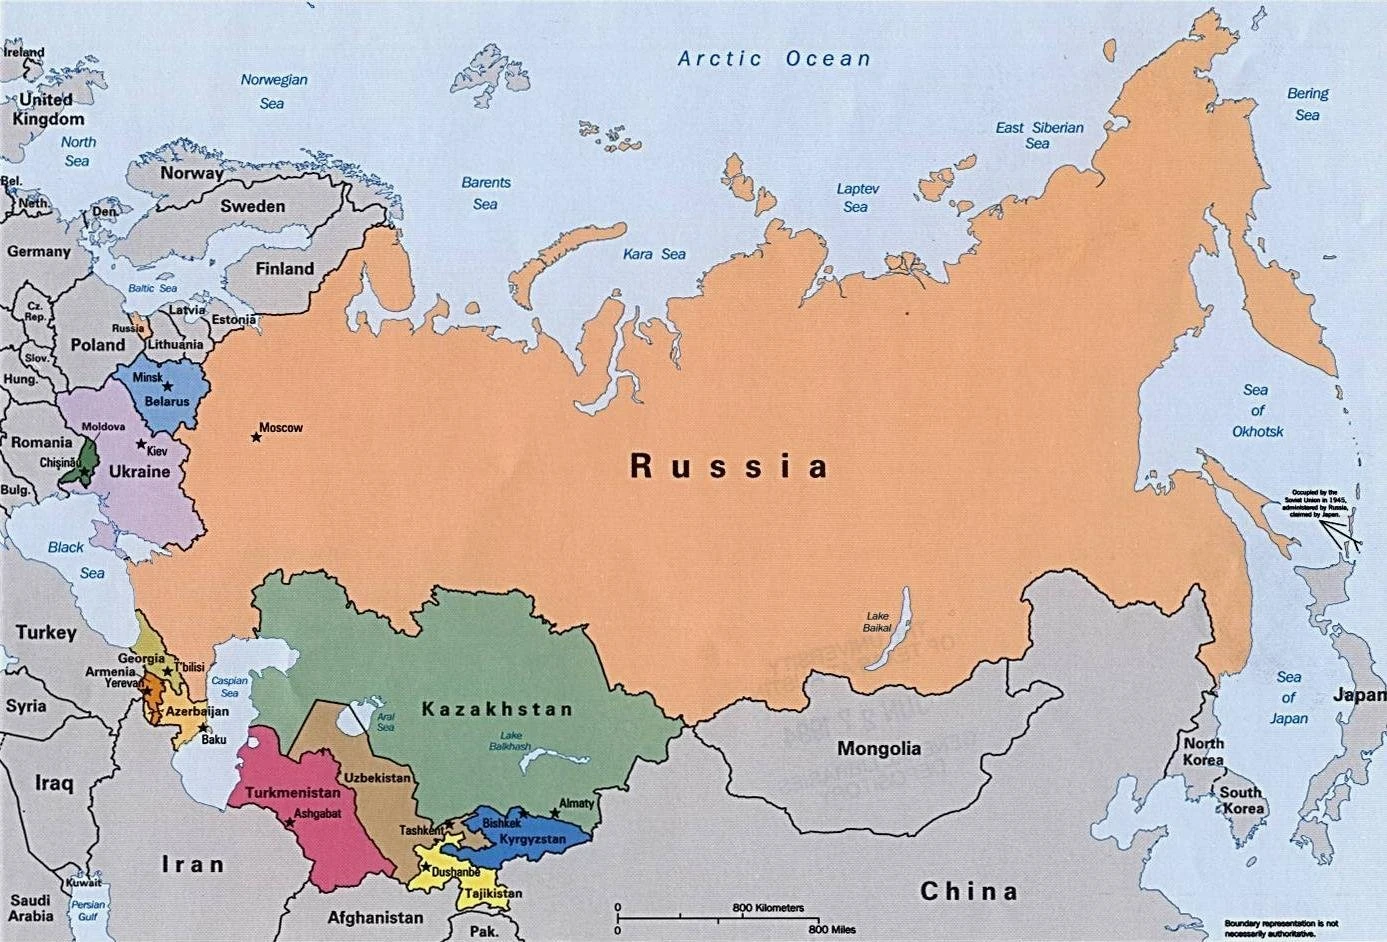 Arctic Ocean
Norwegian
Sea
Ireland
United
Kingdom
North
Sea
Bering
Sea
East Siberian
Sea
Barents
Sea
Laptev
Sea
Kara Sea
Norway
Sweden
Finland
Bel.
Neth.
Den.
Germany
Baltic Sea
Cz.
Rep.
Latvia
Estonia
Russia
Lithuania
Poland
Slov.
Hung.
Minsk
Belarus
Moldova
Romania
Kiev
Chişinău
Ukraine
Bulg.
Moscow
Russia
Sea
of
Okhotsk
Occupied by the
Soviet Union in 1945,
administered by Russia,
claimed by Japan.
Black
Sea
Lake
Baikal
Turkey
Georgia
T'bilisi
Armenia
Yerevan
Azerbaijan
Baku
Caspian
Sea
Syria
Iraq
Kazakhstan
Aral
Sea
Lake
Balkhash
Mongolia
Sea
of
Japan
Japan
North
Korea
South
Korea
Uzbekistan
Turkmenistan
Ashgabat
Almaty
Bishkek
Tashkent
Kyrgyzstan
Dushanbe
Tajikistan
Iran
Kuwait
Saudi
Arabia
Persian
Gulf
Afghanistan
Pak.
China
0 800 Kilometers
0 800 Miles
Boundary representation is not
necessarily authoritative.